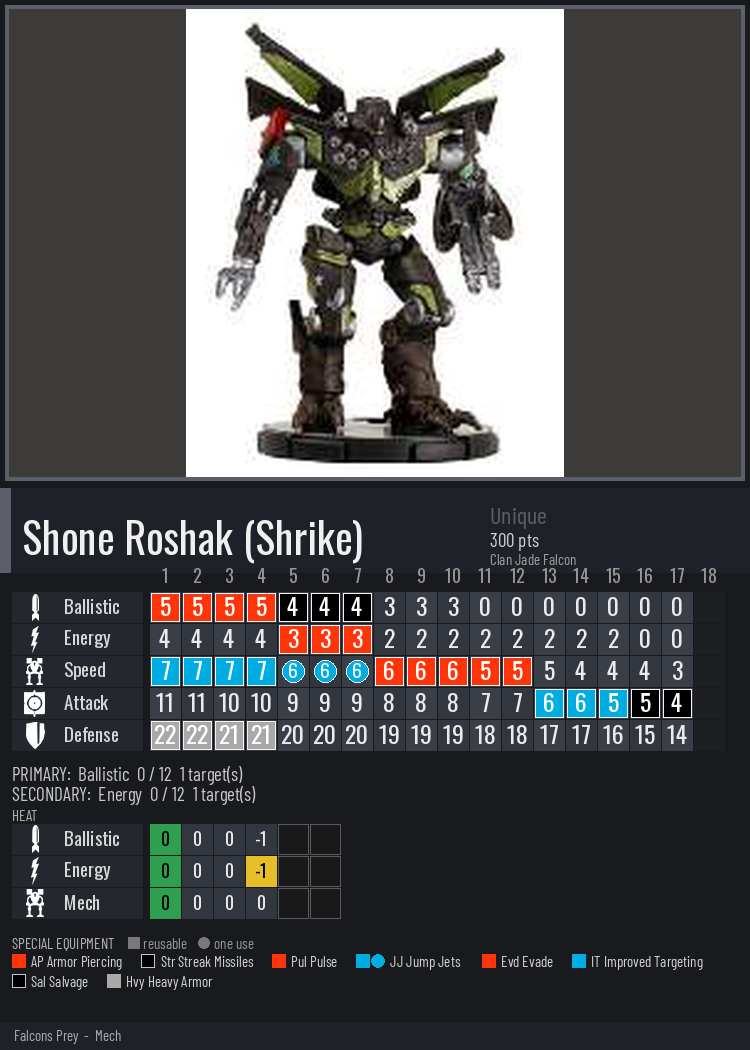 Shone Roshak (Shrike)
Unique
300 pts
Clan Jade Falcon
1 2 3 4 5 6 7 8 9 10 11 12 13 14 15 16 17 18
Ballistic 5 5 5 5 4 4 4 3 3 3 0 0 0 0 0 0 0
Energy 4 4 4 4 3 3 3 2 2 2 2 2 2 2 2 0 0
Speed 7 7 7 7 6 6 6 6 6 6 5 5 5 4 4 4 3
Attack 11 11 10 10 9 9 9 8 8 8 7 7 6 6 5 5 4
Defense 22 22 21 21 20 20 20 19 19 19 18 18 17 17 16 15 14
PRIMARY: Ballistic 0 / 12 1 target(s)
SECONDARY: Energy 0 / 12 1 target(s)
HEAT
Ballistic 0 0 0 -1
Energy 0 0 0 -1
Mech 0 0 0 0
SPECIAL EQUIPMENT reusable one use
AP Armor Piercing Str Streak Missiles Pul Pulse JJ Jump Jets Evd Evade IT Improved Targeting
Sal Salvage Hvy Heavy Armor
Falcons Prey - Mech